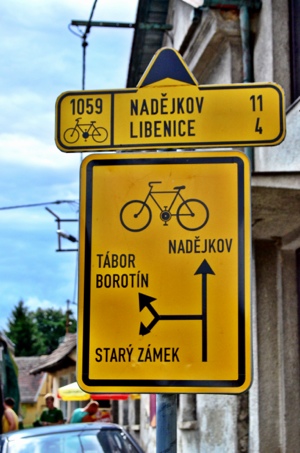 1059 NADĚJKOV 11
LIBENICE 4
NADĚJKOV
TÁBOR
BOROTÍN
STARÝ ZÁMEK